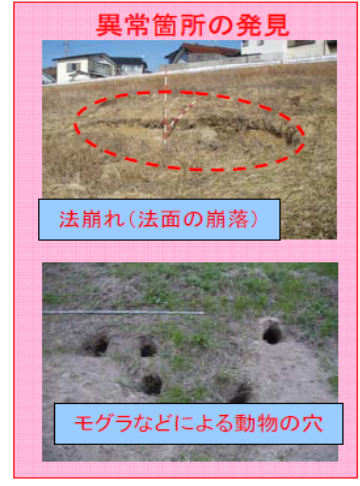 異常箇所の発見
法崩れ(法面の崩落)
モグラなどによる動物の穴